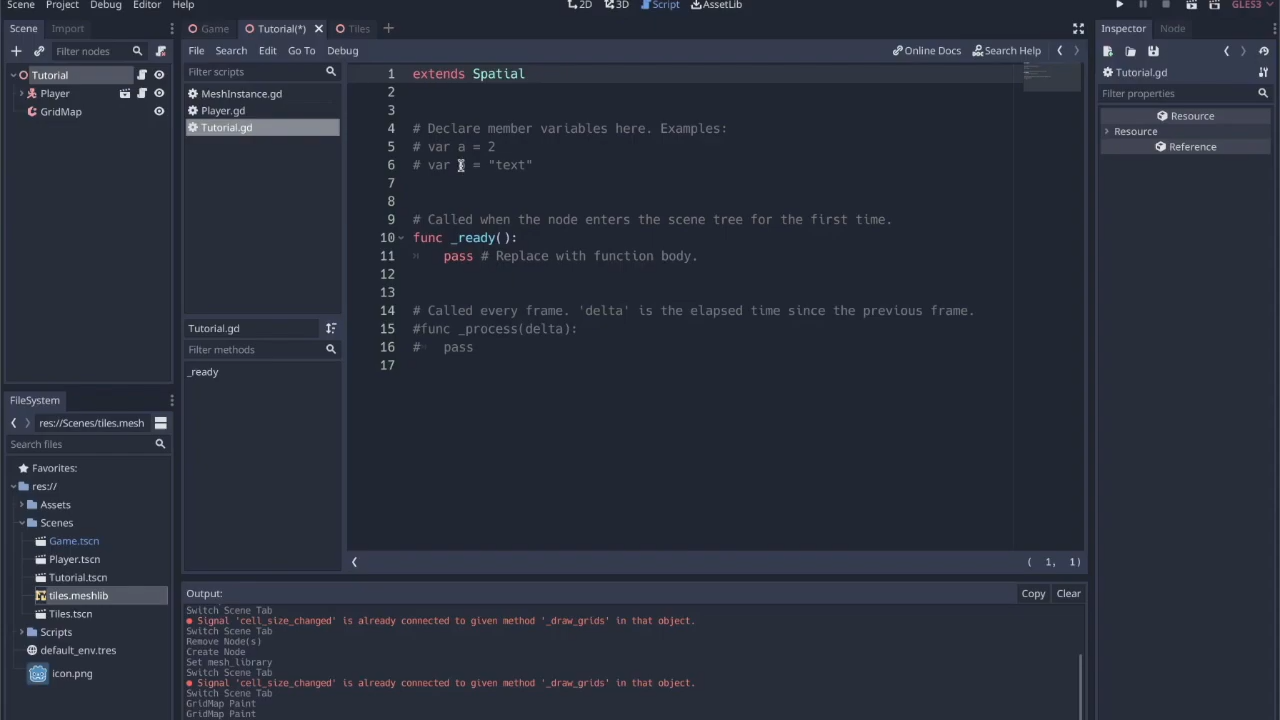 Scene Project Debug Editor Help
2D 3D Script AssetLib
GLES3
Scene Import
Filter nodes
Tutorial
Player
GridMap
FileSystem
res://Scenes/tiles.mesh
Search files
Favorites:
res://
Assets
Scenes
Game.tscn
Player.tscn
Tutorial.tscn
tiles.meshlib
Tiles.tscn
Scripts
default_env.tres
icon.png
Game Tutorial(*) Tiles
File Search Edit Go To Debug
Online Docs Search Help
Filter scripts
MeshInstance.gd
Player.gd
Tutorial.gd
Tutorial.gd
Filter methods
_ready
1 extends Spatial
2
3
4 # Declare member variables here. Examples:
5 # var a = 2
6 # var = "text"
7
8
9 # Called when the node enters the scene tree for the first time.
10 func _ready():
11 pass # Replace with function body.
12
13
14 # Called every frame. 'delta' is the elapsed time since the previous frame.
15 #func _process(delta):
16 # pass
17
( 1, 1)
Output:
Copy Clear
Switch Scene Tab
Signal 'cell_size_changed' is already connected to given method '_draw_grids' in that object.
Switch Scene Tab
Remove Node(s)
Create Node
Set mesh_library
Switch Scene Tab
Signal 'cell_size_changed' is already connected to given method '_draw_grids' in that object.
Switch Scene Tab
GridMap Paint
GridMap Paint
Inspector Node
Tutorial.gd
Filter properties
Resource
Resource
Reference